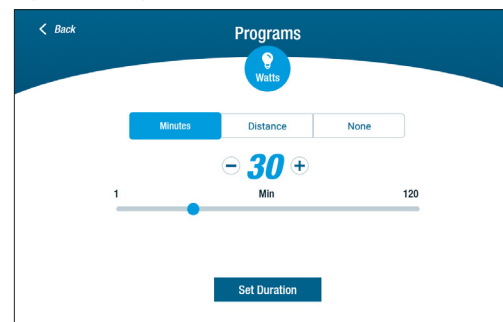 Back
Programs
Watts
Minutes Distance None
− 30 +
1 Min 120
Set Duration